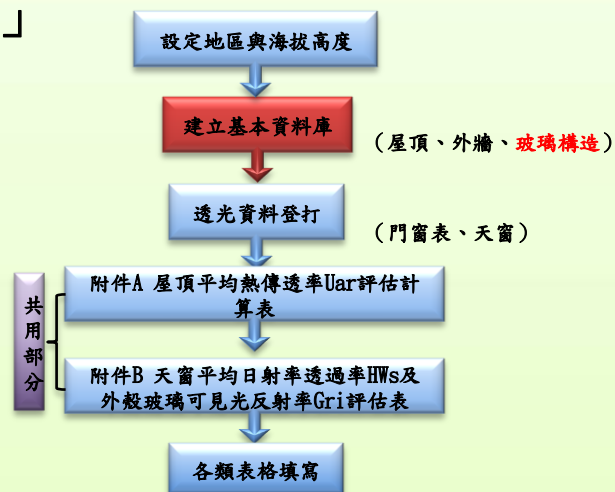 」
設定地區與海拔高度
建立基本資料庫
(屋頂、外牆、玻璃構造)
透光資料登打
(門窗表、天窗)
共用部分
附件A 屋頂平均熱傳透率Uar評估計
算表
附件B 天窗平均日射率透過率HWs及
外殼玻璃可見光反射率Gri評估表
各類表格填寫